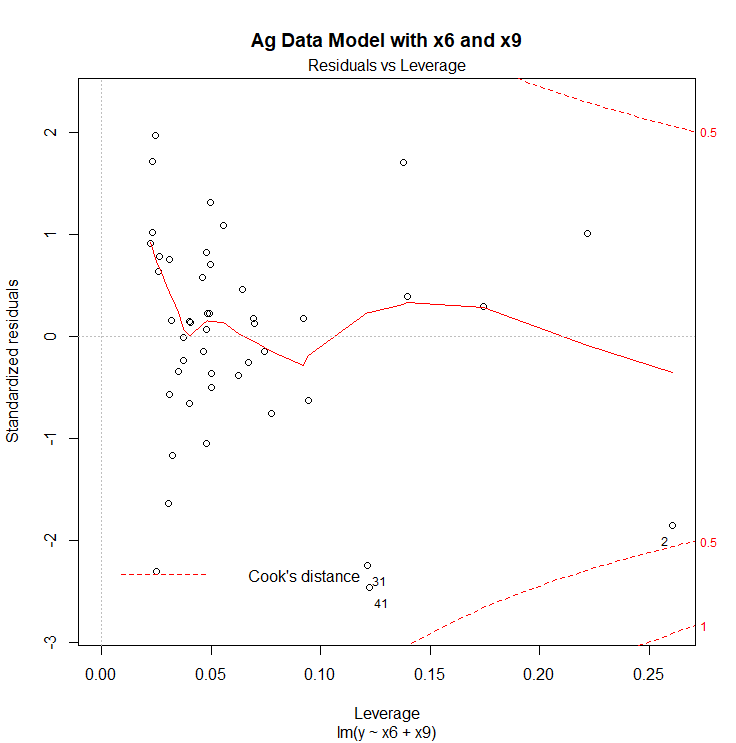 Ag Data Model with x6 and x9
Residuals vs Leverage
Standardized residuals
2
1
0
-1
-2
-3
0.5
0.5
1
2
31
41
Cook's distance
0.00 0.05 0.10 0.15 0.20 0.25
Leverage
lm(y ~ x6 + x9)